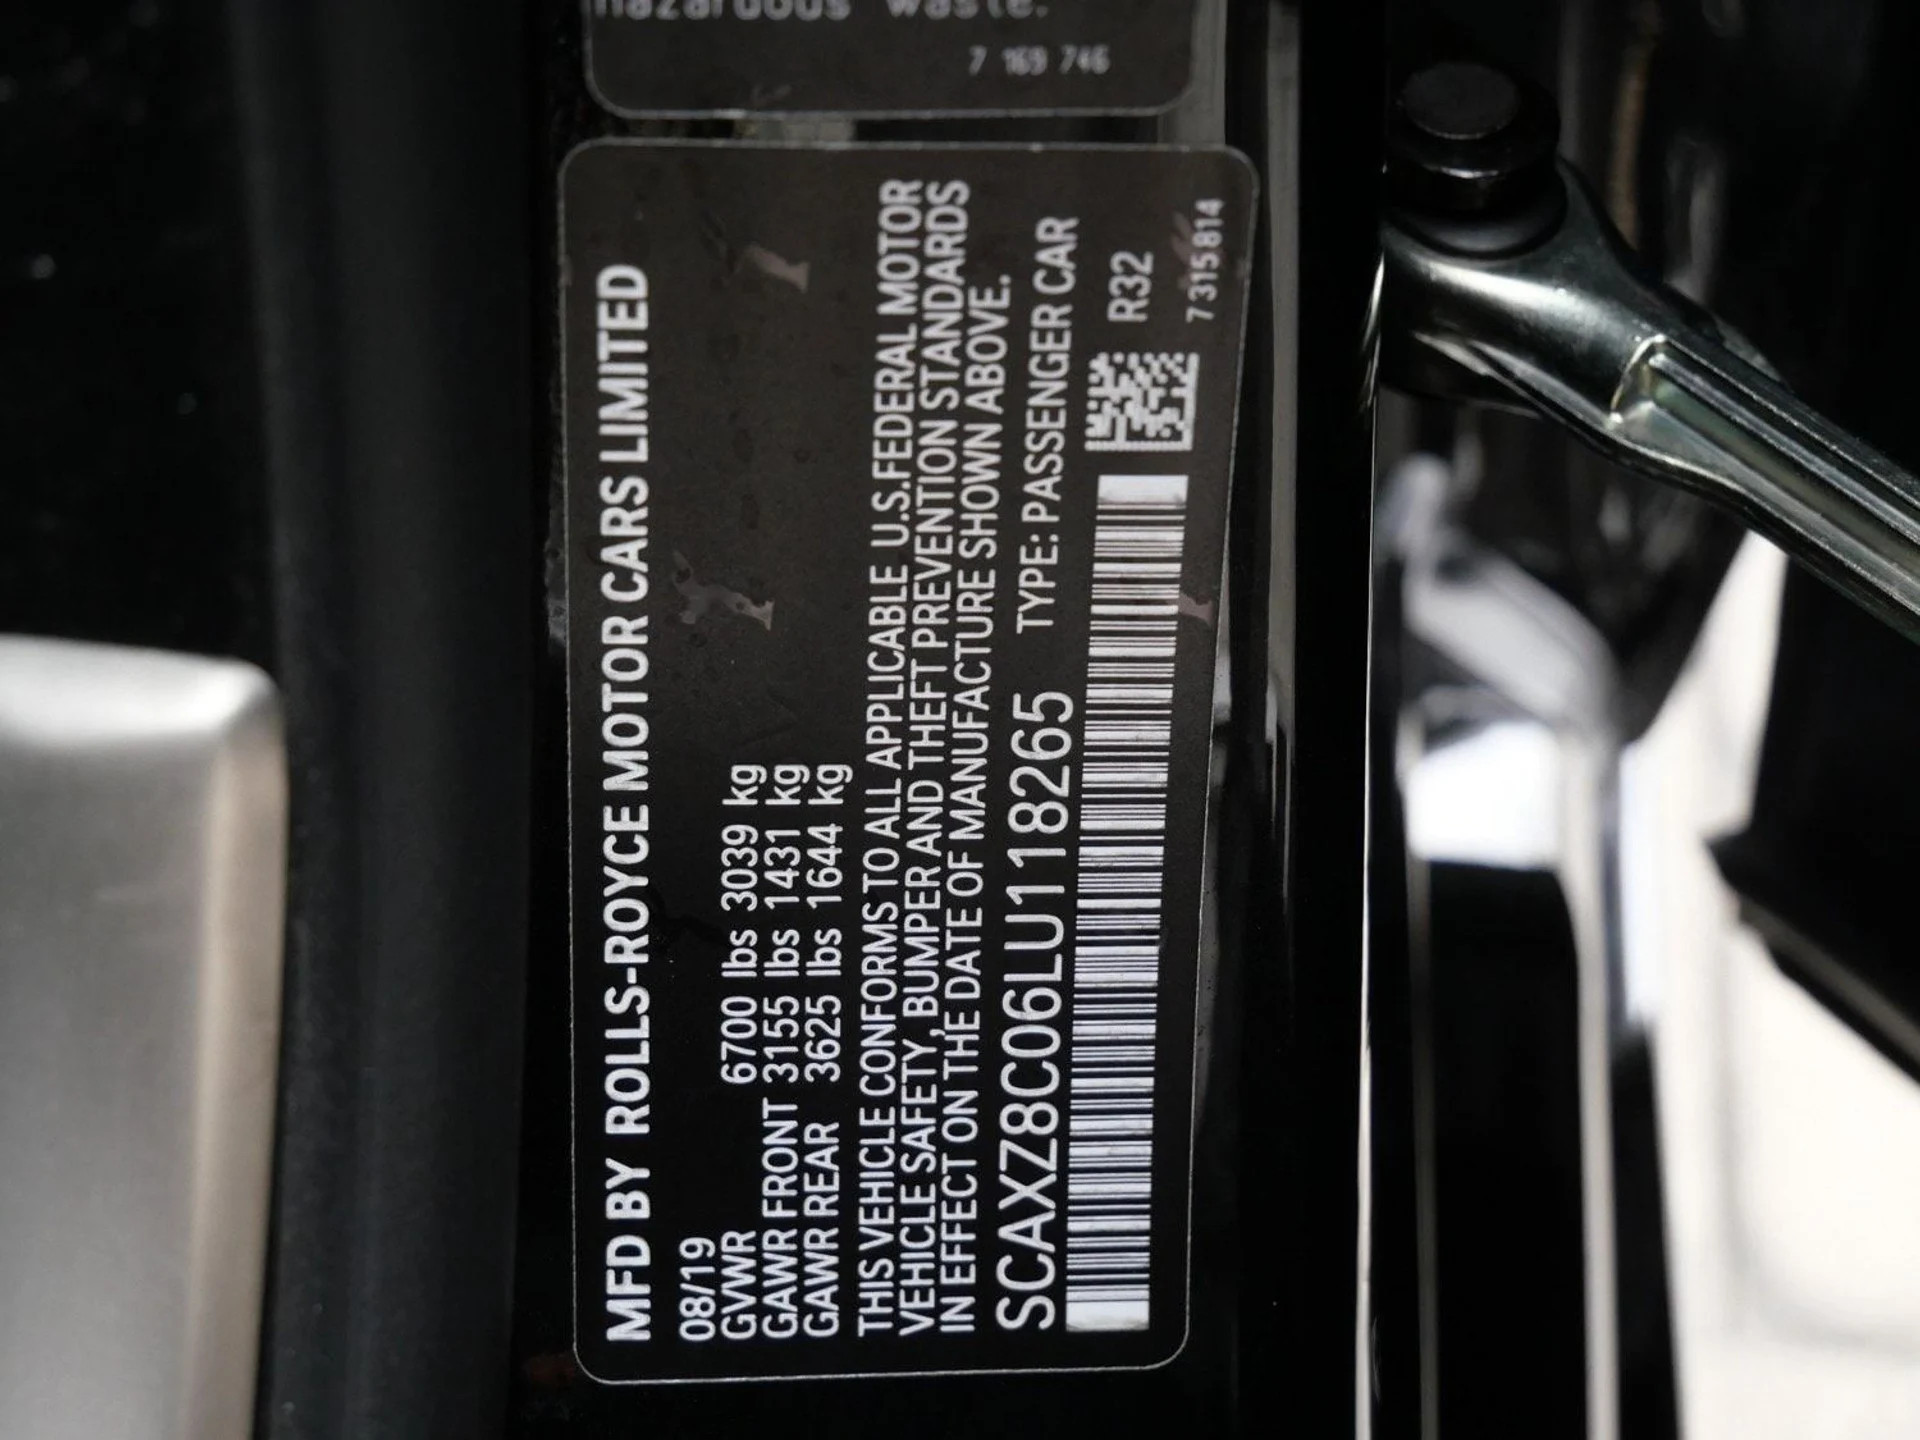 hazardous waste.
7 169 746
MFD BY ROLLS-ROYCE MOTOR CARS LIMITED
08/19
GVWR 6700 lbs 3039 kg
GAWR FRONT 3155 lbs 1431 kg
GAWR REAR 3625 lbs 1644 kg
THIS VEHICLE CONFORMS TO ALL APPLICABLE U.S.FEDERAL MOTOR
VEHICLE SAFETY, BUMPER AND THEFT PREVENTION STANDARDS
IN EFFECT ON THE DATE OF MANUFACTURE SHOWN ABOVE.
SCAXZ8C06LU118265 TYPE: PASSENGER CAR
R32
7315814